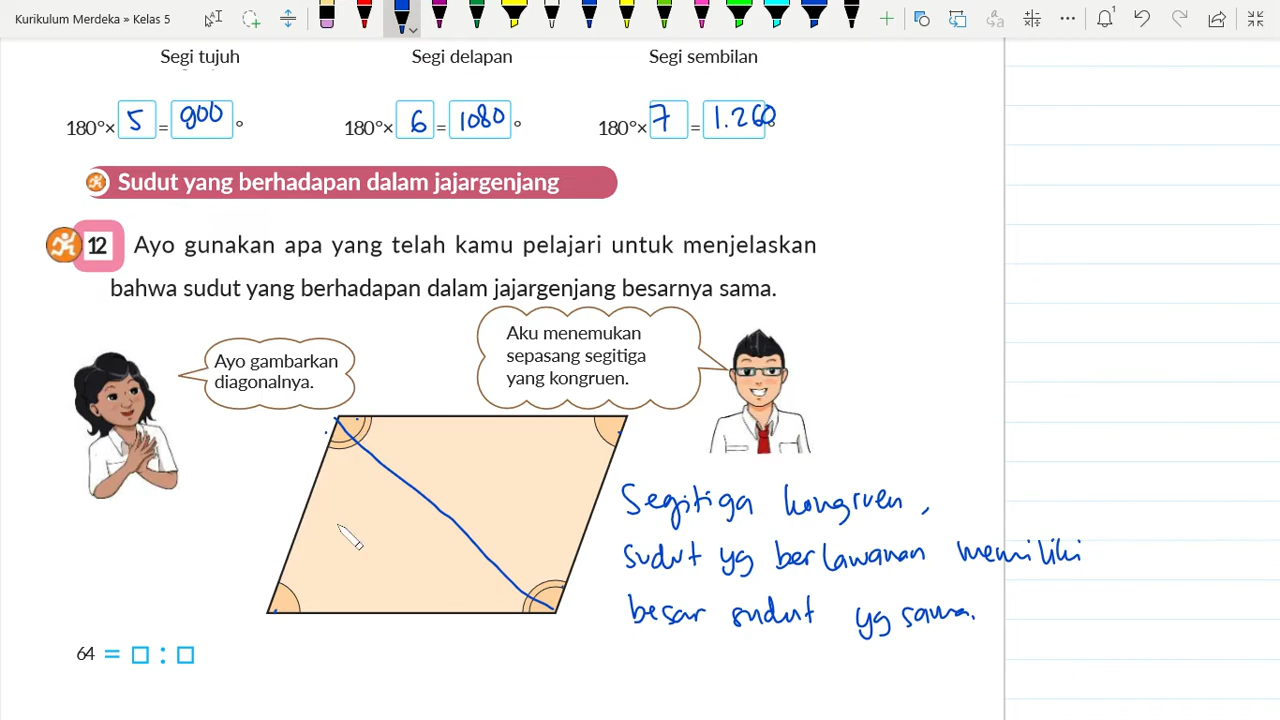 Kurikulum Merdeka » Kelas 5
Segi tujuh Segi delapan Segi sembilan
180°× 5 = 900 ° 180°× 6 = 1080 ° 180°× 7 = 1.260 °
Sudut yang berhadapan dalam jajargenjang
12 Ayo gunakan apa yang telah kamu pelajari untuk menjelaskan
bahwa sudut yang berhadapan dalam jajargenjang besarnya sama.
Ayo gambarkan
diagonalnya.
Aku menemukan
sepasang segitiga
yang kongruen.
Segitiga kongruen,
sudut yg berlawanan memiliki
besar sudut yg sama.
64 = □ : □